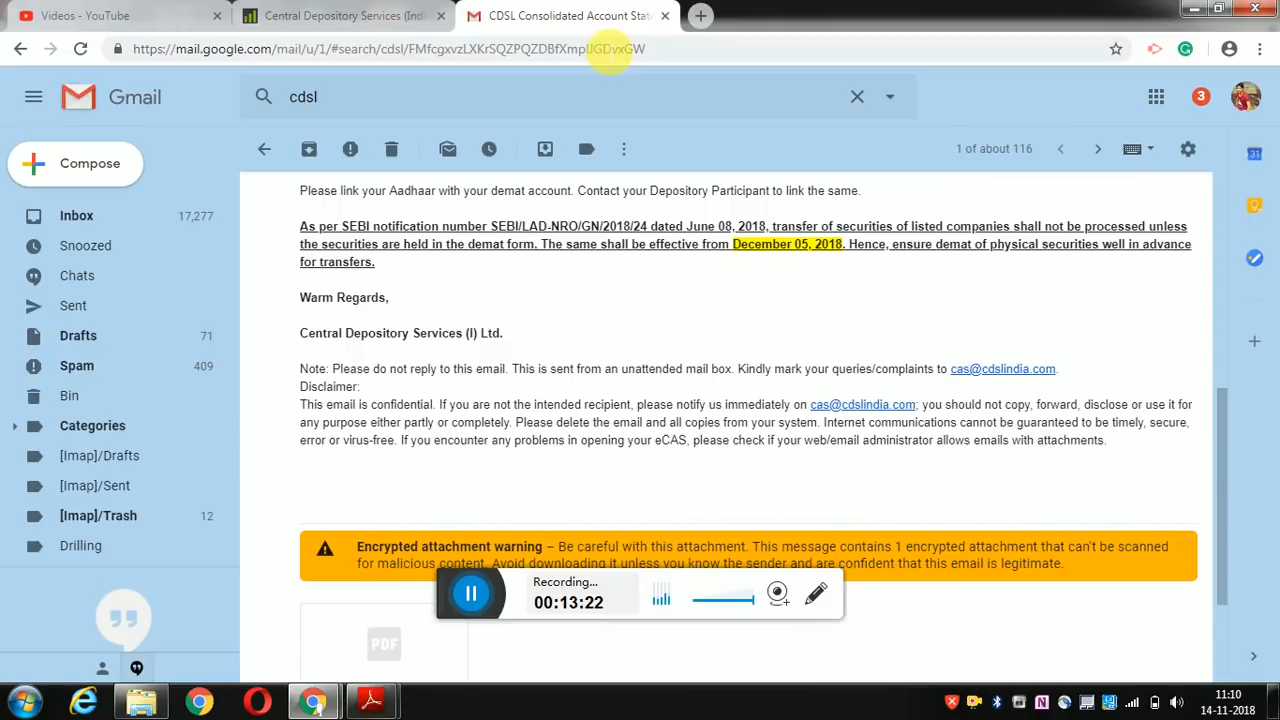 Videos - YouTube
Central Depository Services (Ind
CDSL Consolidated Account Stat
https://mail.google.com/mail/u/1/#search/cdsl/FMfcgxvzLXKrSQZPQZDBfXmplJGDvxGW
Gmail
cdsl
3
Compose
1 of about 116
Inbox 17,277
Snoozed
Chats
Sent
Drafts 71
Spam 409
Bin
Categories
[Imap]/Drafts
[Imap]/Sent
[Imap]/Trash 12
Drilling
Please link your Aadhaar with your demat account. Contact your Depository Participant to link the same.
As per SEBI notification number SEBI/LAD-NRO/GN/2018/24 dated June 08, 2018, transfer of securities of listed companies shall not be processed unless
the securities are held in the demat form. The same shall be effective from December 05, 2018. Hence, ensure demat of physical securities well in advance
for transfers.
Warm Regards,
Central Depository Services (I) Ltd.
Note: Please do not reply to this email. This is sent from an unattended mail box. Kindly mark your queries/complaints to cas@cdslindia.com.
Disclaimer:
This email is confidential. If you are not the intended recipient, please notify us immediately on cas@cdslindia.com; you should not copy, forward, disclose or use it for
any purpose either partly or completely. Please delete the email and all copies from your system. Internet communications cannot be guaranteed to be timely, secure,
error or virus-free. If you encounter any problems in opening your eCAS, please check if your web/email administrator allows emails with attachments.
Encrypted attachment warning – Be careful with this attachment. This message contains 1 encrypted attachment that can't be scanned
for malicious content. Avoid downloading it unless you know the sender and are confident that this email is legitimate.
Recording...
00:13:22
PDF
31
11:10
14-11-2018